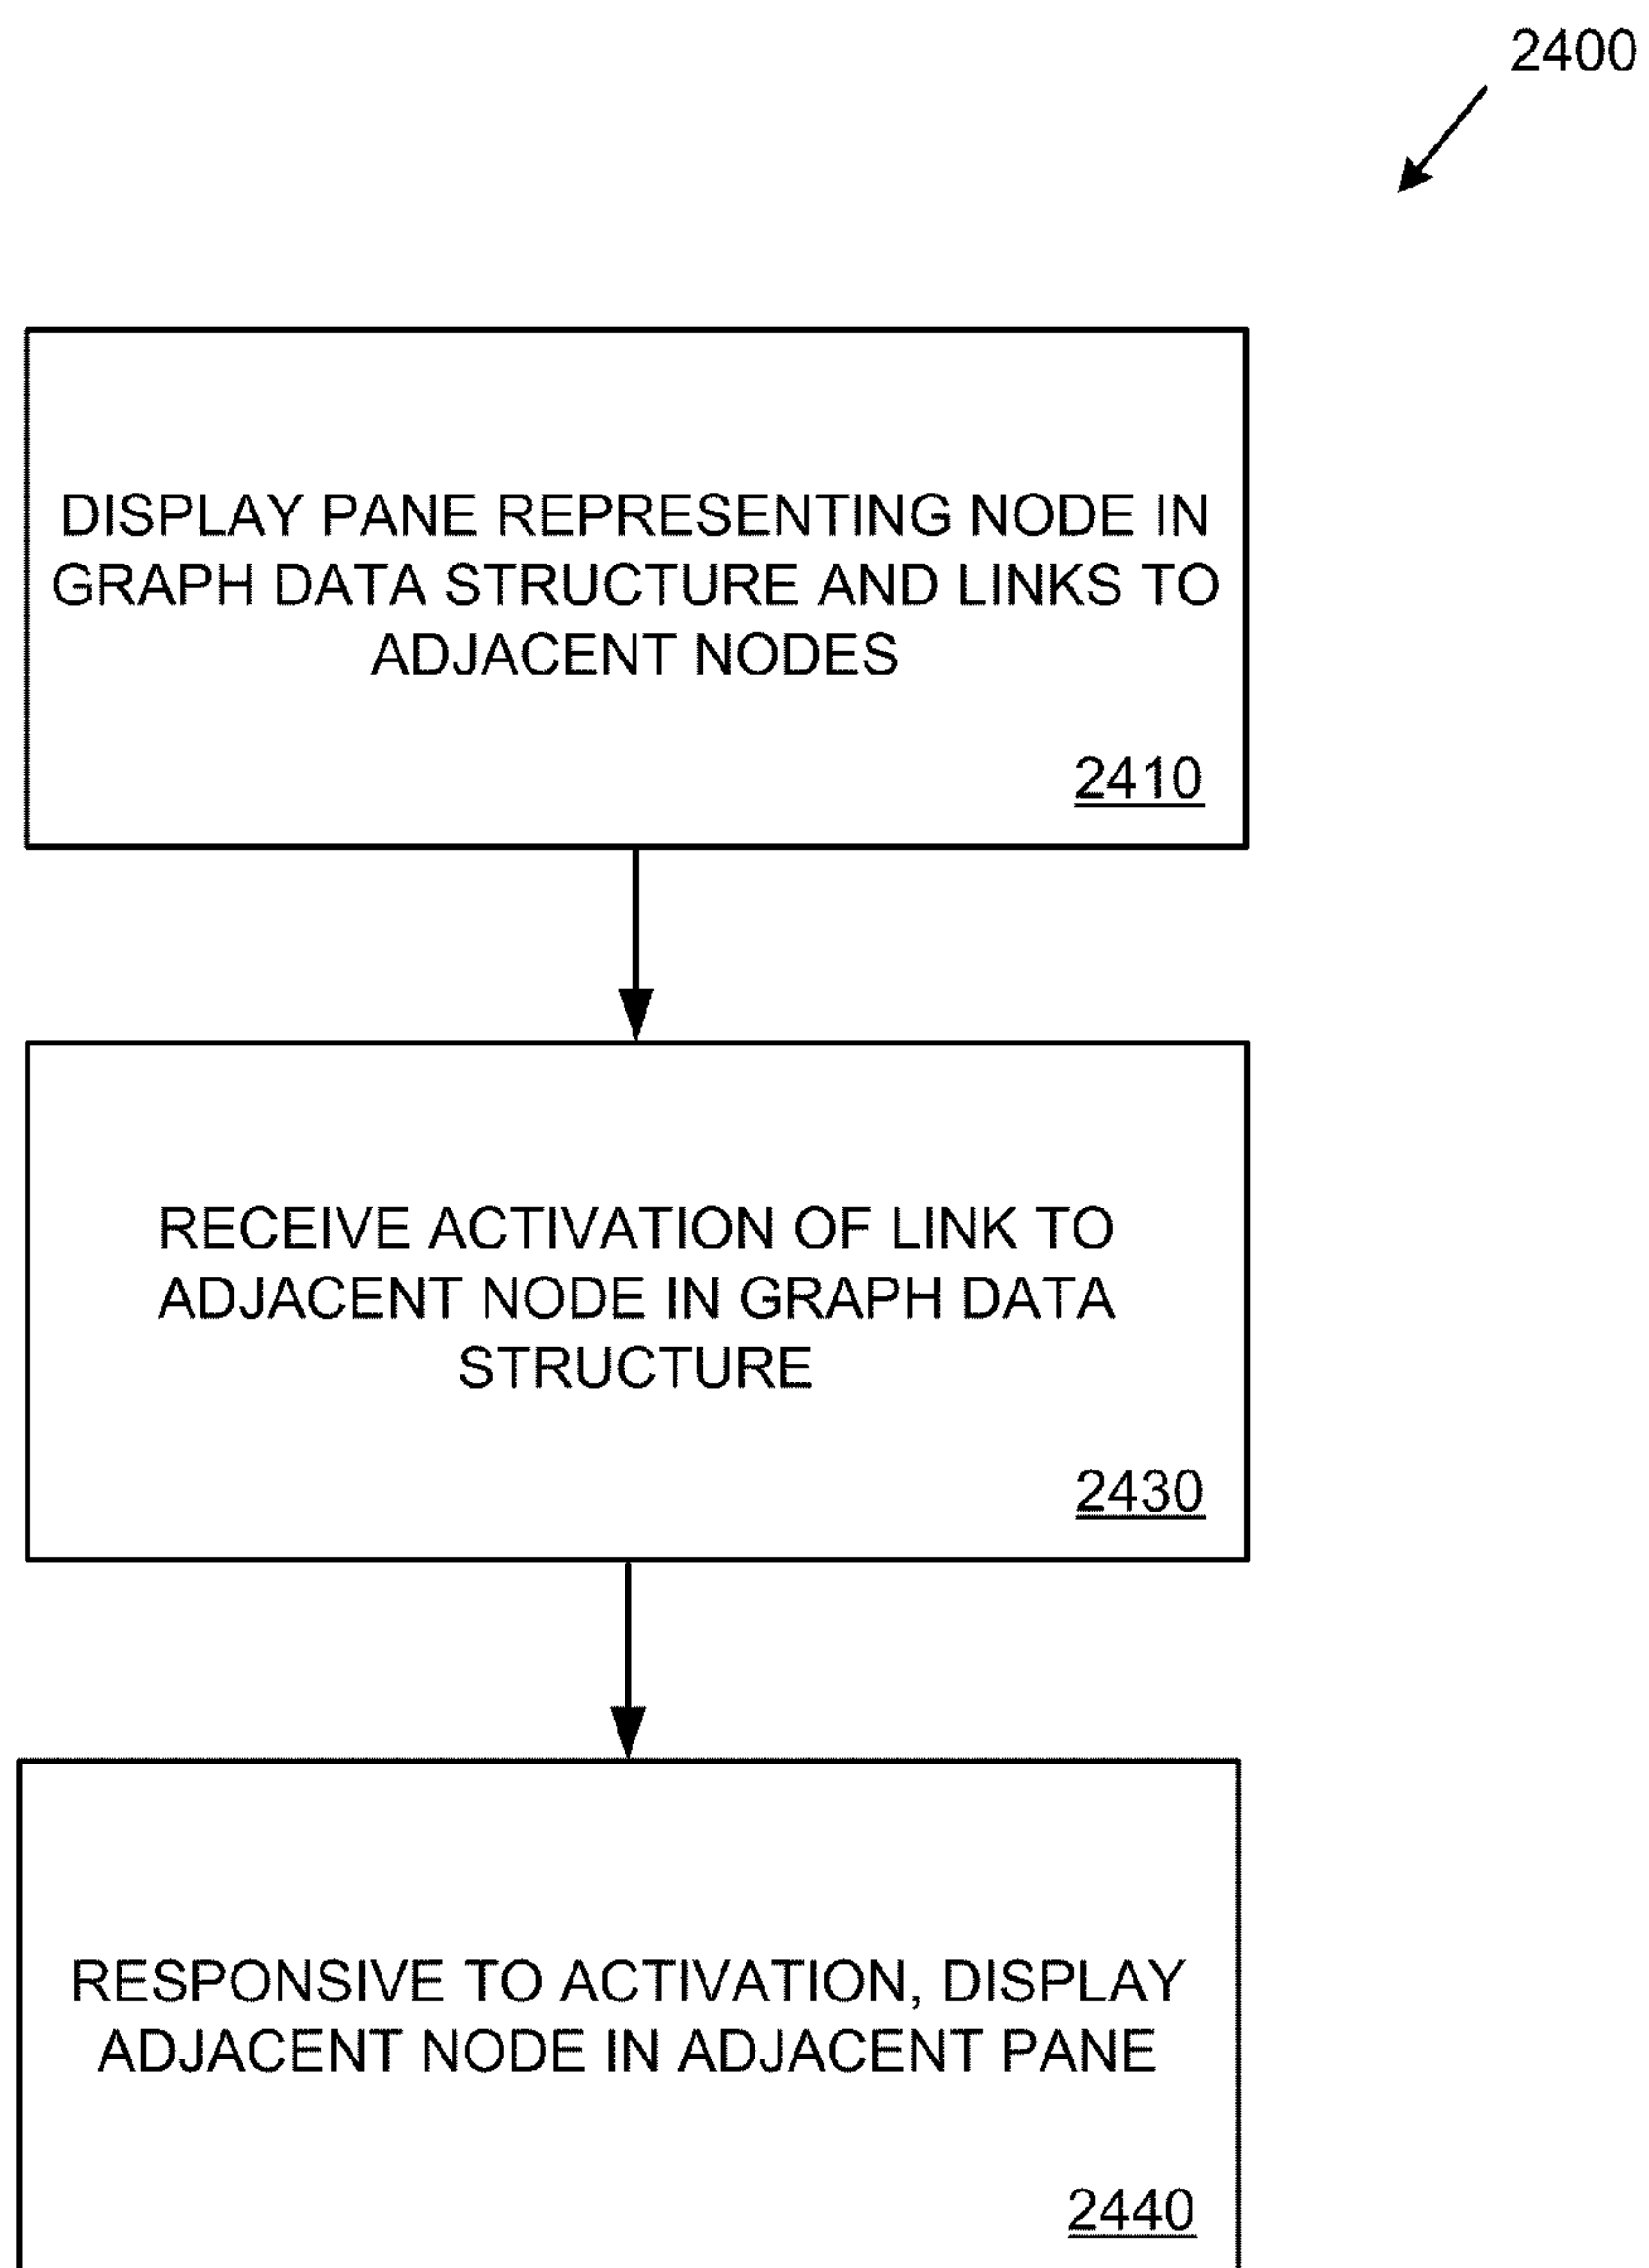 2400
DISPLAY PANE REPRESENTING NODE IN
GRAPH DATA STRUCTURE AND LINKS TO
ADJACENT NODES
2410
RECEIVE ACTIVATION OF LINK TO
ADJACENT NODE IN GRAPH DATA
STRUCTURE
2430
RESPONSIVE TO ACTIVATION, DISPLAY
ADJACENT NODE IN ADJACENT PANE
2440